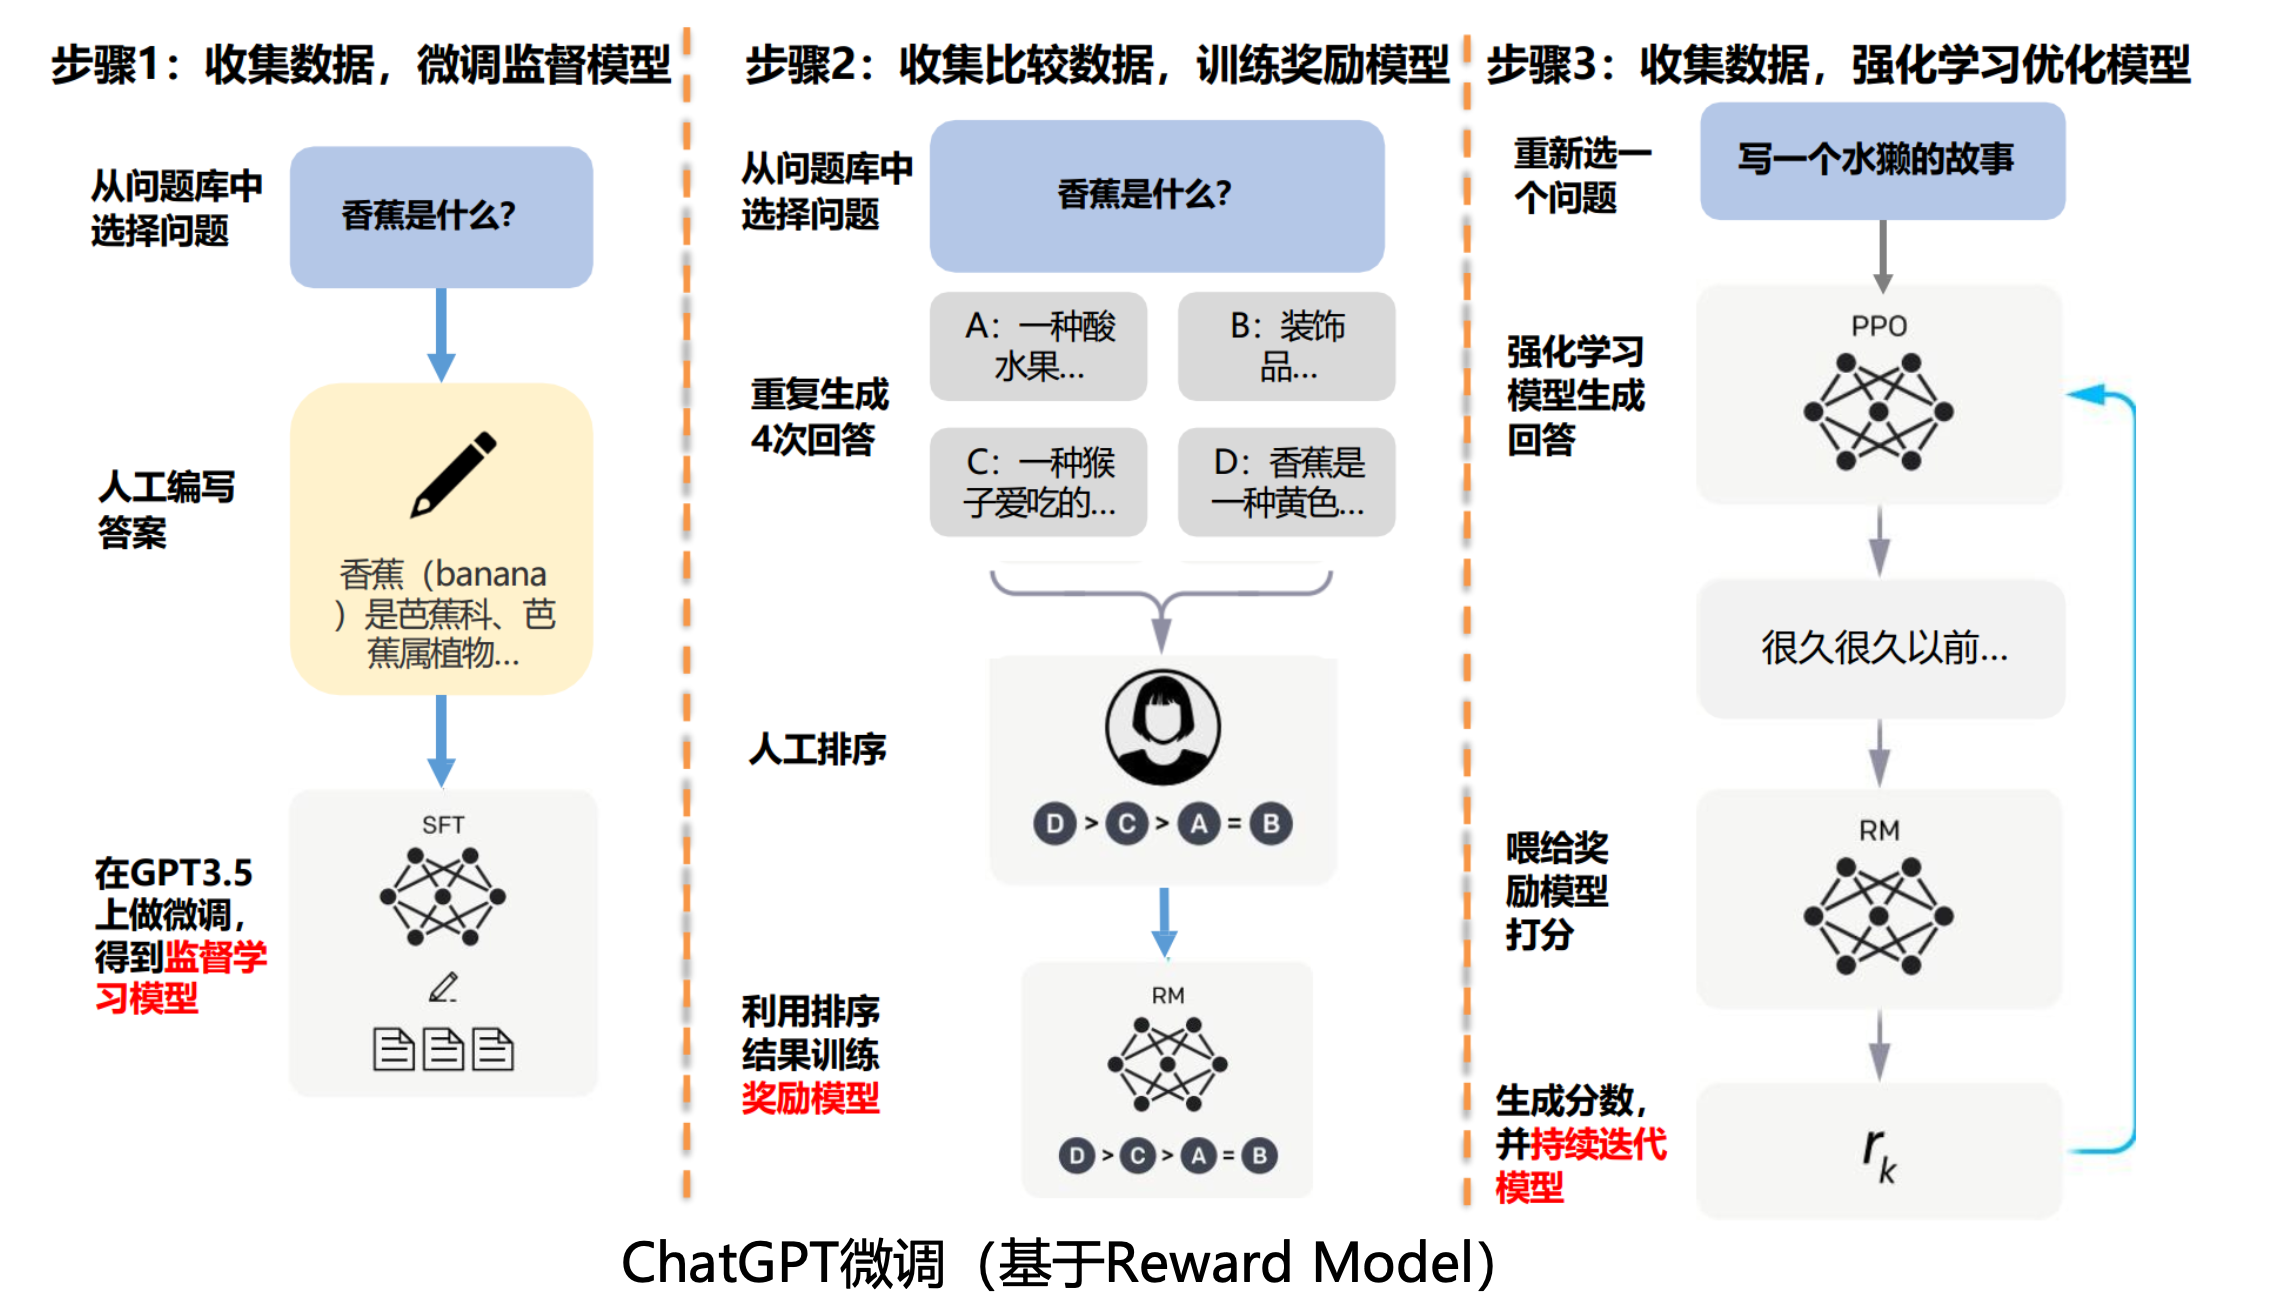 步骤1：收集数据，微调监督模型
从问题库中
选择问题
香蕉是什么？
人工编写
答案
香蕉（banana
）是芭蕉科、芭
蕉属植物...
在GPT3.5
上做微调，
得到监督学
习模型
SFT
步骤2：收集比较数据，训练奖励模型
从问题库中
选择问题
香蕉是什么？
重复生成
4次回答
A：一种酸
水果...
B：装饰
品...
C：一种猴
子爱吃的...
D：香蕉是
一种黄色...
人工排序
D > C > A = B
利用排序
结果训练
奖励模型
RM
D > C > A = B
步骤3：收集数据，强化学习优化模型
重新选一
个问题
写一个水獭的故事
强化学习
模型生成
回答
PPO
很久很久以前...
喂给奖
励模型
打分
RM
生成分数，
并持续迭代
模型
rk
ChatGPT微调（基于Reward Model）